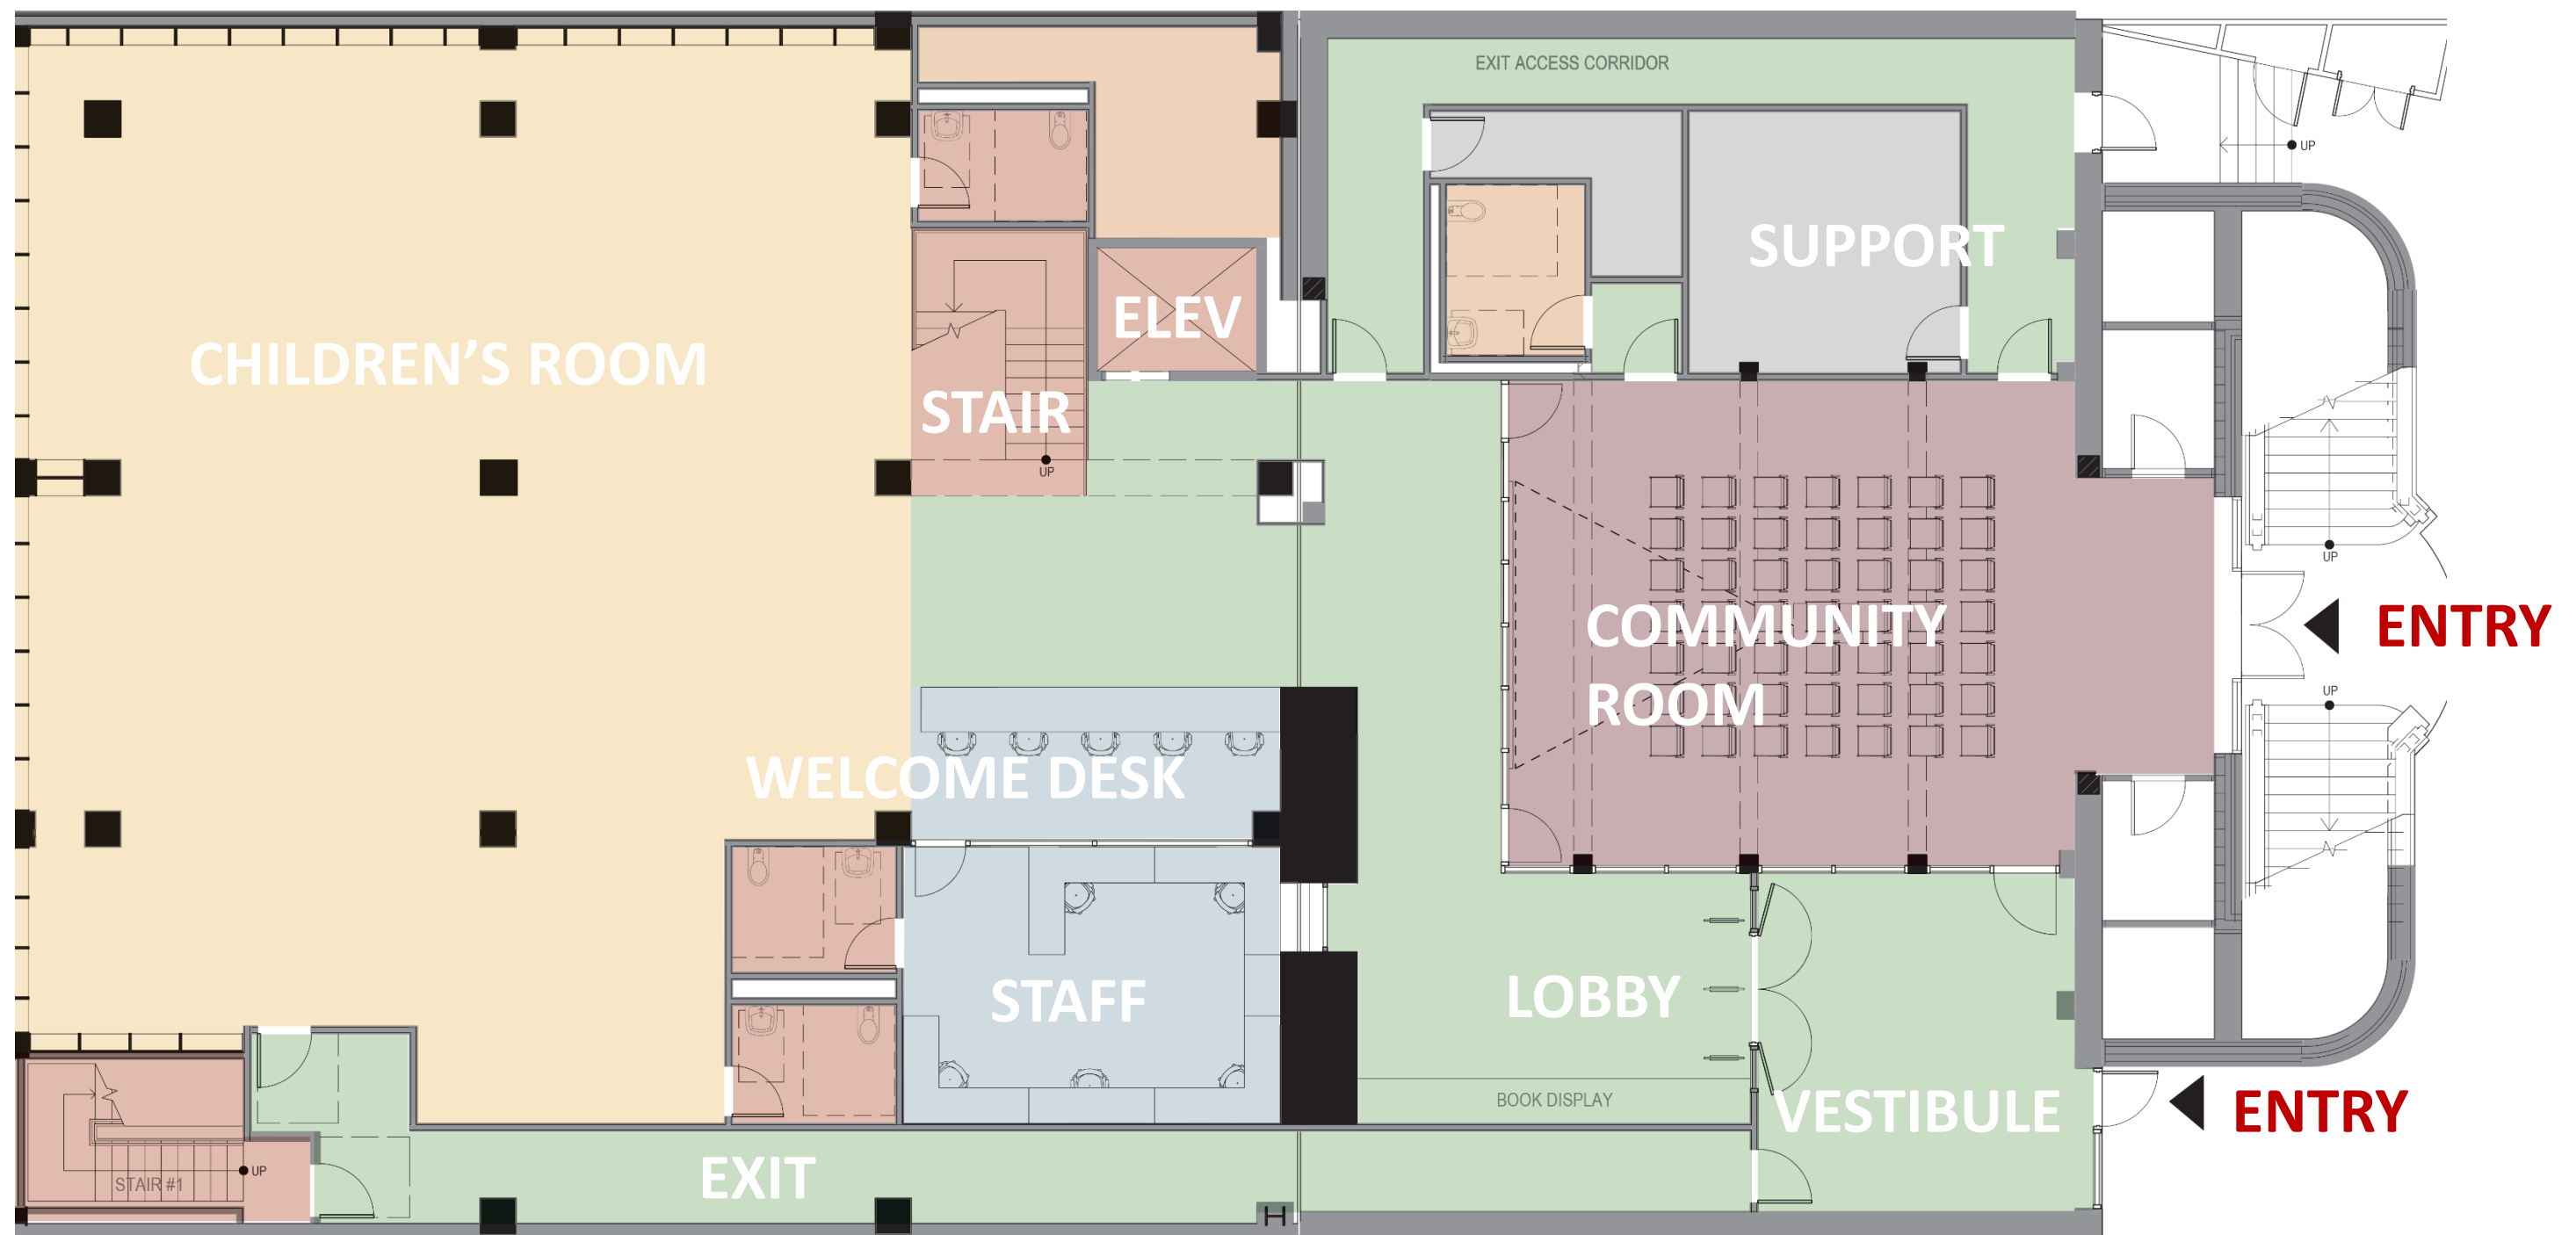 EXIT ACCESS CORRIDOR
UP
SUPPORT
ELEV
CHILDREN’S ROOM
STAIR
UP
UP
COMMUNITY
ROOM
ENTRY
UP
WELCOME DESK
STAFF
LOBBY
BOOK DISPLAY
VESTIBULE
ENTRY
UP
STAIR #1
EXIT
H